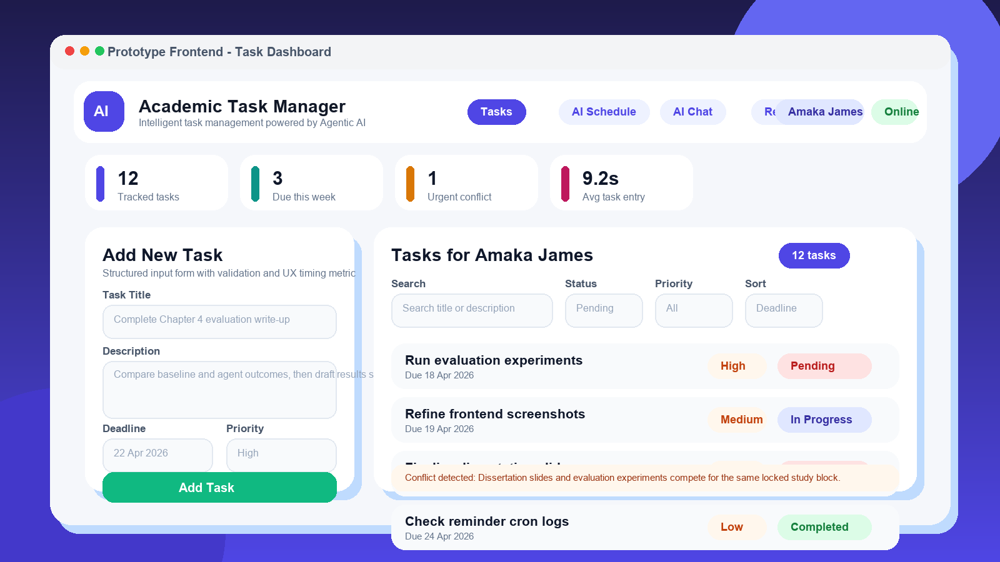 Prototype Frontend - Task Dashboard
AI
Academic Task Manager
Intelligent task management powered by Agentic AI
Tasks
AI Schedule
AI Chat
Amaka James
Online
12
Tracked tasks
3
Due this week
1
Urgent conflict
9.2s
Avg task entry
Add New Task
Structured input form with validation and UX timing metric
Task Title
Complete Chapter 4 evaluation write-up
Description
Compare baseline and agent outcomes, then draft results s
Deadline
Priority
22 Apr 2026
High
Add Task
Tasks for Amaka James
12 tasks
Search
Status
Priority
Sort
Search title or description
Pending
All
Deadline
Run evaluation experiments
Due 18 Apr 2026
High
Pending
Refine frontend screenshots
Due 19 Apr 2026
Medium
In Progress
Conflict detected: Dissertation slides and evaluation experiments compete for the same locked study block.
Check reminder cron logs
Due 24 Apr 2026
Low
Completed